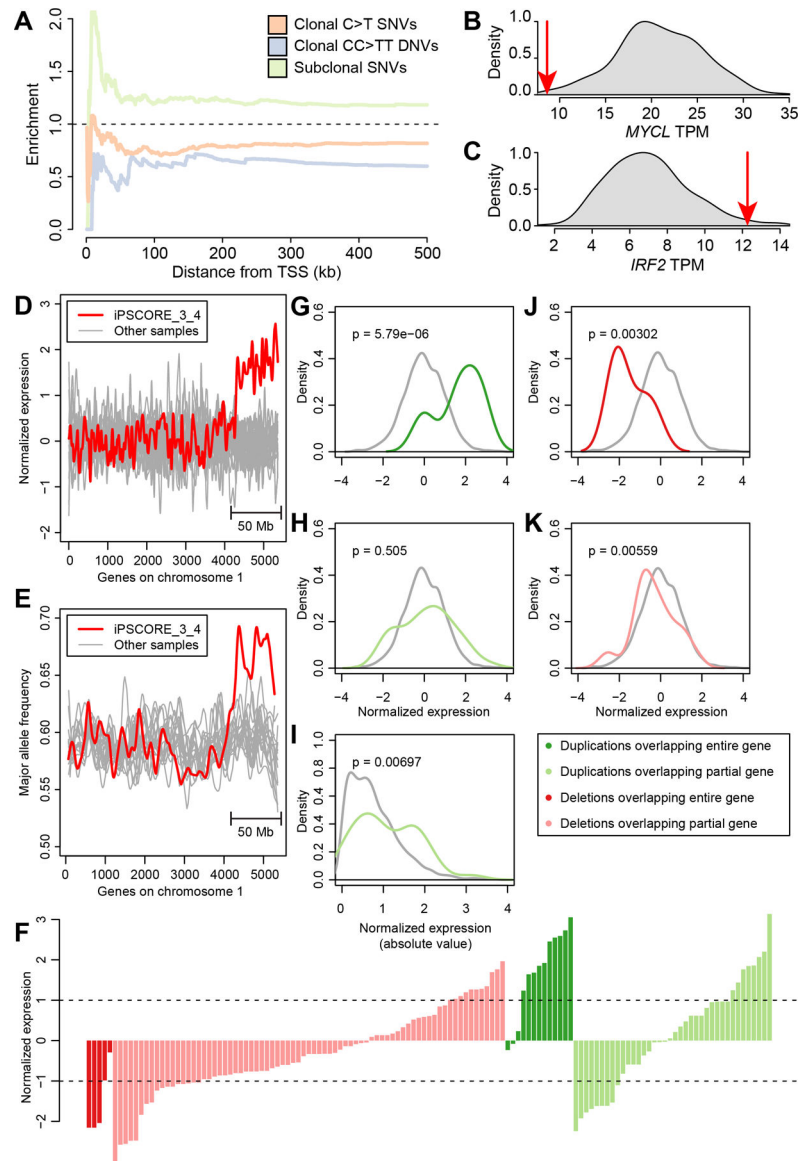 A
Enrichment
2.0
1.5
1.0
0.5
0.0
Clonal C>T SNVs
Clonal CC>TT DNVs
Subclonal SNVs
0 100 200 300 400 500
Distance from TSS (kb)
B
Density
1.0
0.5
0.0
10 15 20 25 30 35
MYCL TPM
C
Density
1.0
0.5
0.0
2 4 6 8 10 12 14
IRF2 TPM
D
Normalized expression
3
2
1
0
−1
−2
iPSCORE_3_4
Other samples
50 Mb
0 1000 2000 3000 4000 5000
Genes on chromosome 1
E
Major allele frequency
0.70
0.65
0.60
0.55
0.50
iPSCORE_3_4
Other samples
50 Mb
0 1000 2000 3000 4000 5000
Genes on chromosome 1
G
Density
0.6
0.4
0.2
0.0
p = 5.79e−06
−4 −2 0 2 4
H
Density
0.6
0.4
0.2
0.0
p = 0.505
−4 −2 0 2 4
Normalized expression
I
Density
1.0
0.8
0.6
0.4
0.2
0.0
p = 0.00697
0 1 2 3 4
Normalized expression
(absolute value)
J
Density
0.6
0.4
0.2
0.0
p = 0.00302
−4 −2 0 2 4
K
Density
0.6
0.4
0.2
0.0
p = 0.00559
−4 −2 0 2 4
Normalized expression
Duplications overlapping entire gene
Duplications overlapping partial gene
Deletions overlapping entire gene
Deletions overlapping partial gene
F
Normalized expression
3
2
1
0
−1
−2